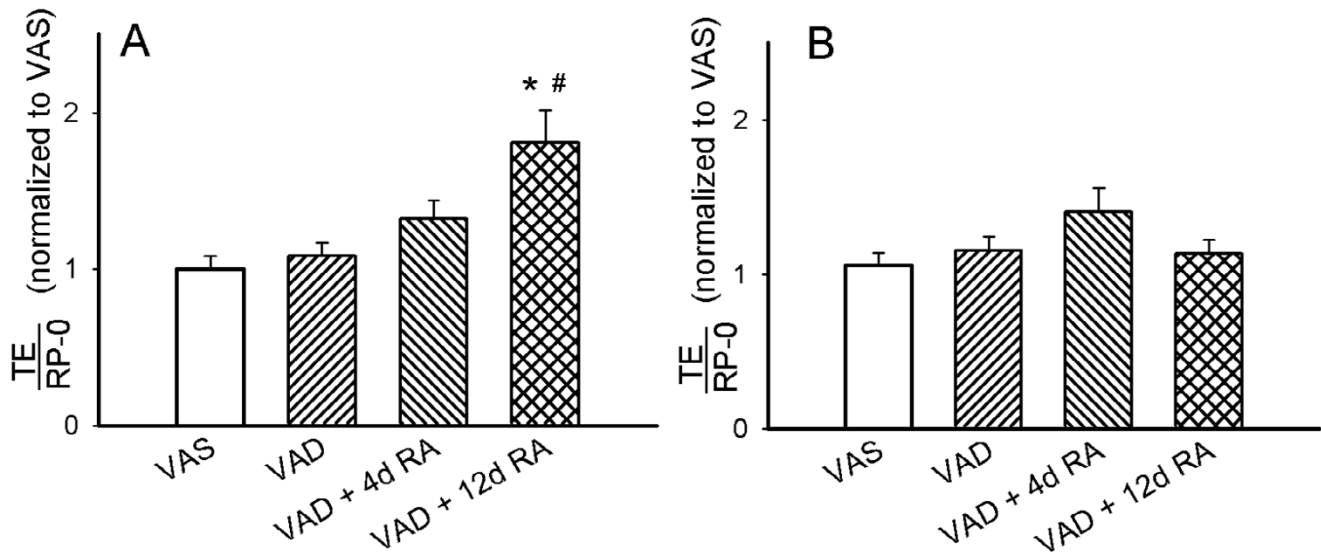 A
TE
RP-0
(normalized to VAS)
2
1
0
* #
VAS
VAD
VAD + 4d RA
VAD + 12d RA
B
TE
RP-0
(normalized to VAS)
2
1
0
VAS
VAD
VAD + 4d RA
VAD + 12d RA